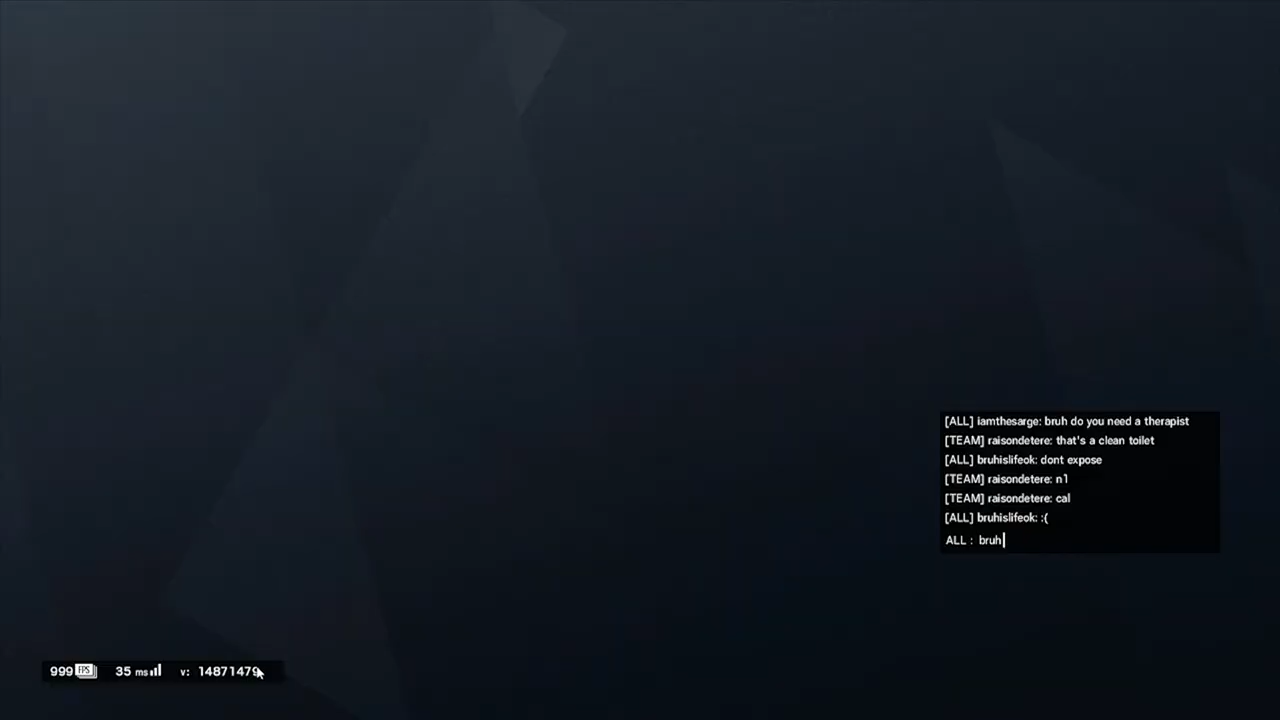 [ALL] iamthesarge: bruh do you need a therapist
[TEAM] raisondetere: that's a clean toilet
[ALL] bruhislifeok: dont expose
[TEAM] raisondetere: n1
[TEAM] raisondetere: cal
[ALL] bruhislifeok: :(
ALL : bruh
999 FPS 35 ms v: 14871479